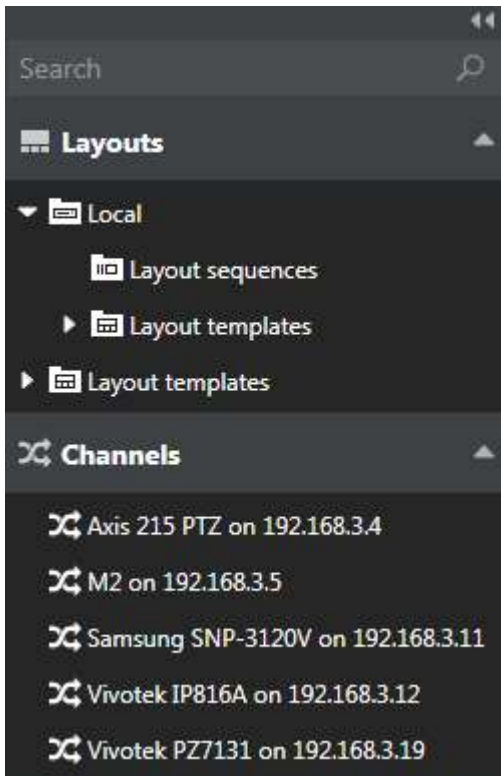 Search
Layouts
Local
Layout sequences
Layout templates
Layout templates
Channels
Axis 215 PTZ on 192.168.3.4
M2 on 192.168.3.5
Samsung SNP-3120V on 192.168.3.11
Vivotek IP816A on 192.168.3.12
Vivotek PZ7131 on 192.168.3.19